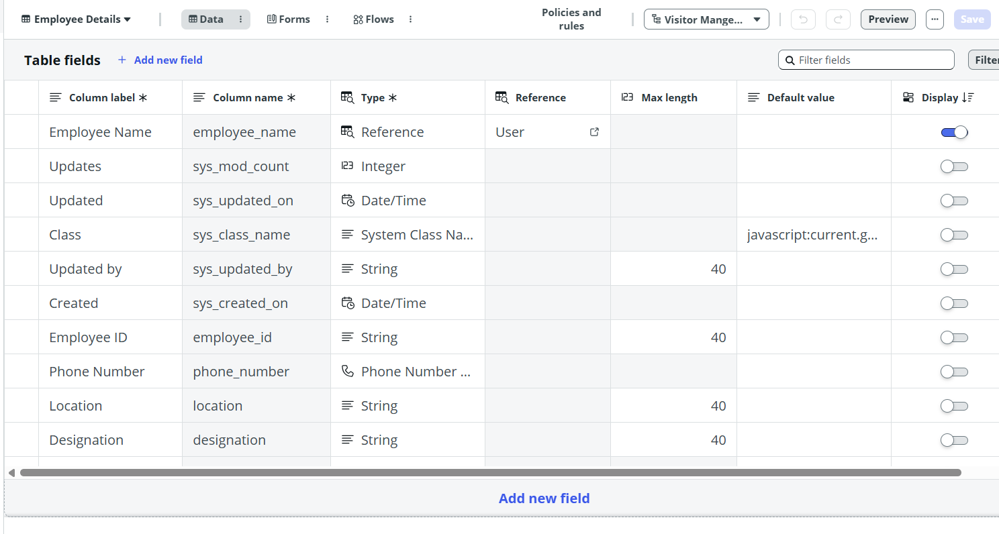 Employee Details Data Forms Flows Policies and rules Visitor Mange... Preview ... Save
Table fields + Add new field Filter fields Filter
Column label * Column name * Type * Reference Max length Default value Display
Employee Name employee_name Reference User
Updates sys_mod_count Integer
Updated sys_updated_on Date/Time
Class sys_class_name System Class Na... javascript:current.g...
Updated by sys_updated_by String 40
Created sys_created_on Date/Time
Employee ID employee_id String 40
Phone Number phone_number Phone Number ...
Location location String 40
Designation designation String 40
Add new field